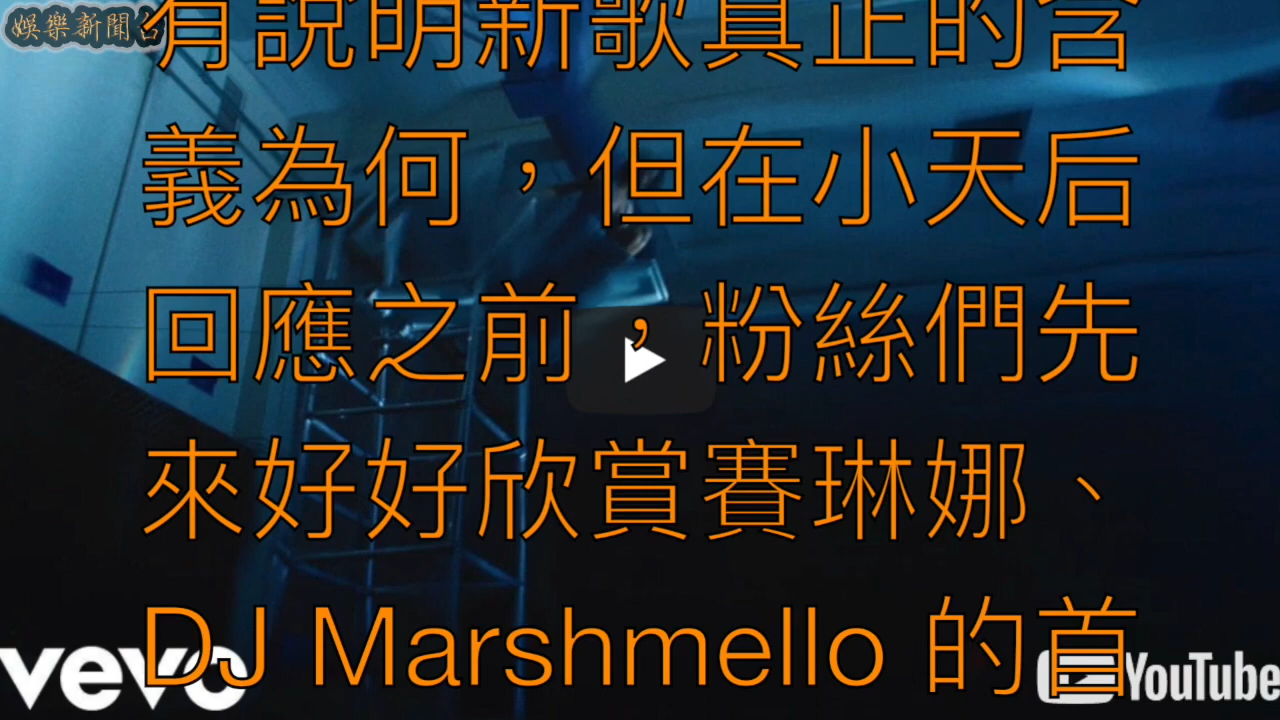 娛樂新聞台
有說明新歌真正的含
義為何，但在小天后
回應之前，粉絲們先
來好好欣賞賽琳娜、
DJ Marshmello 的首
vevo
YouTube